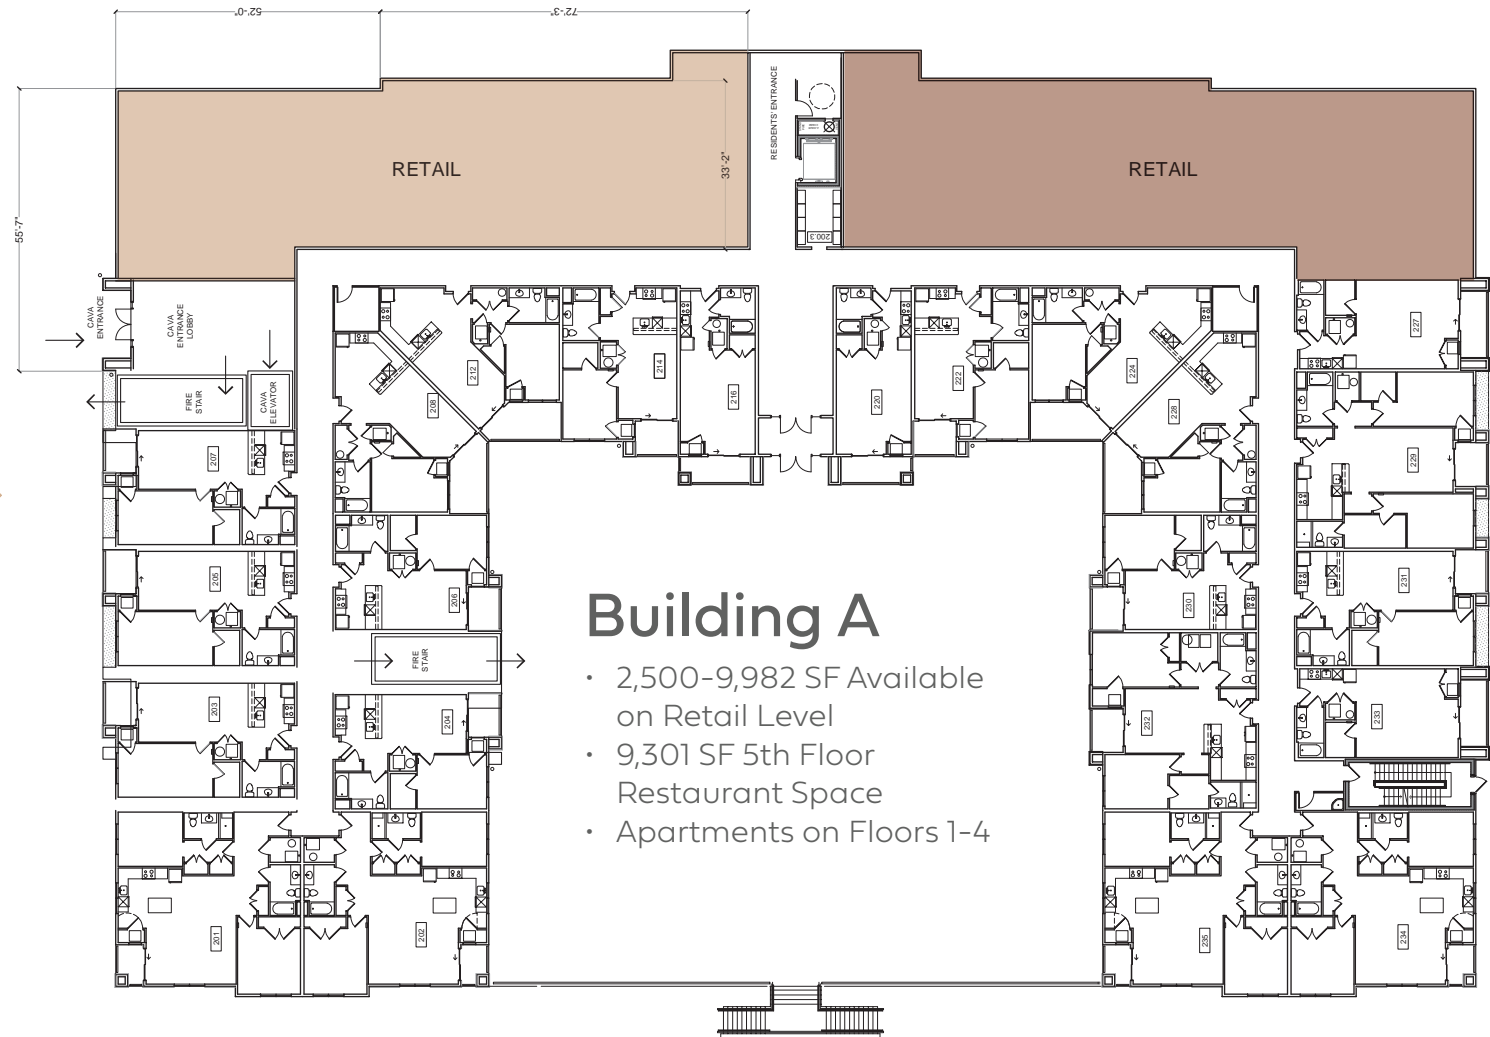 52'-0"
72'-3"
55'-7"
RETAIL
33'-2"
RESIDENTS' ENTRANCE
RETAIL
200.3
CAVA
ENTRANCE
CAVA
ENTRANCE
LOBBY
FIRE
STAIR
CAVA
ELEVATOR
212
214
216
220
222
224
227
208
228
207
229
205
206
230
231
FIRE
STAIR
203
204
232
233
201
202
235
234
Building A
• 2,500-9,982 SF Available
on Retail Level
• 9,301 SF 5th Floor
Restaurant Space
• Apartments on Floors 1-4